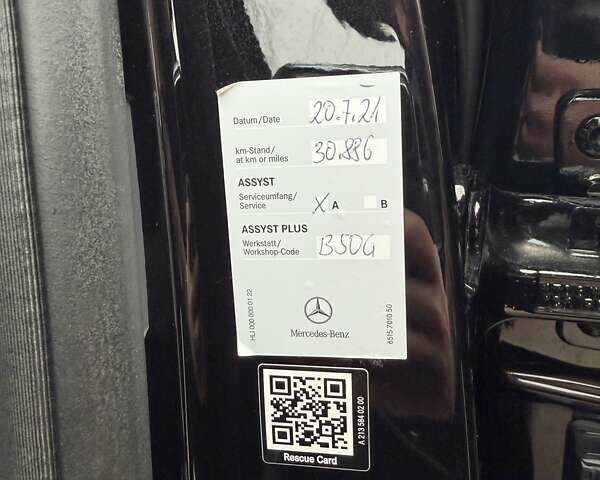 Datum/Date 20.7.21
km-Stand/
at km or miles 30.886
ASSYST
Serviceumfang/
Service X A B
ASSYST PLUS
Werkstatt/
Workshop-Code B50G
HLI 000 000 01 22
Mercedes-Benz
6515 7010 50
A 213 584 02 00
Rescue Card